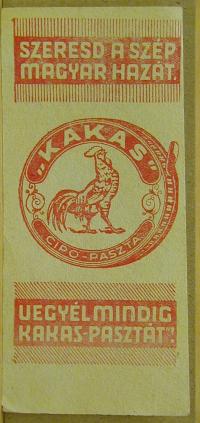 SZERESD A SZÉP
MAGYAR HAZÁT.
„KAKAS”
CIPŐ-PASZTA
VEGYÉL MINDIG
KAKAS-PASZTÁT".